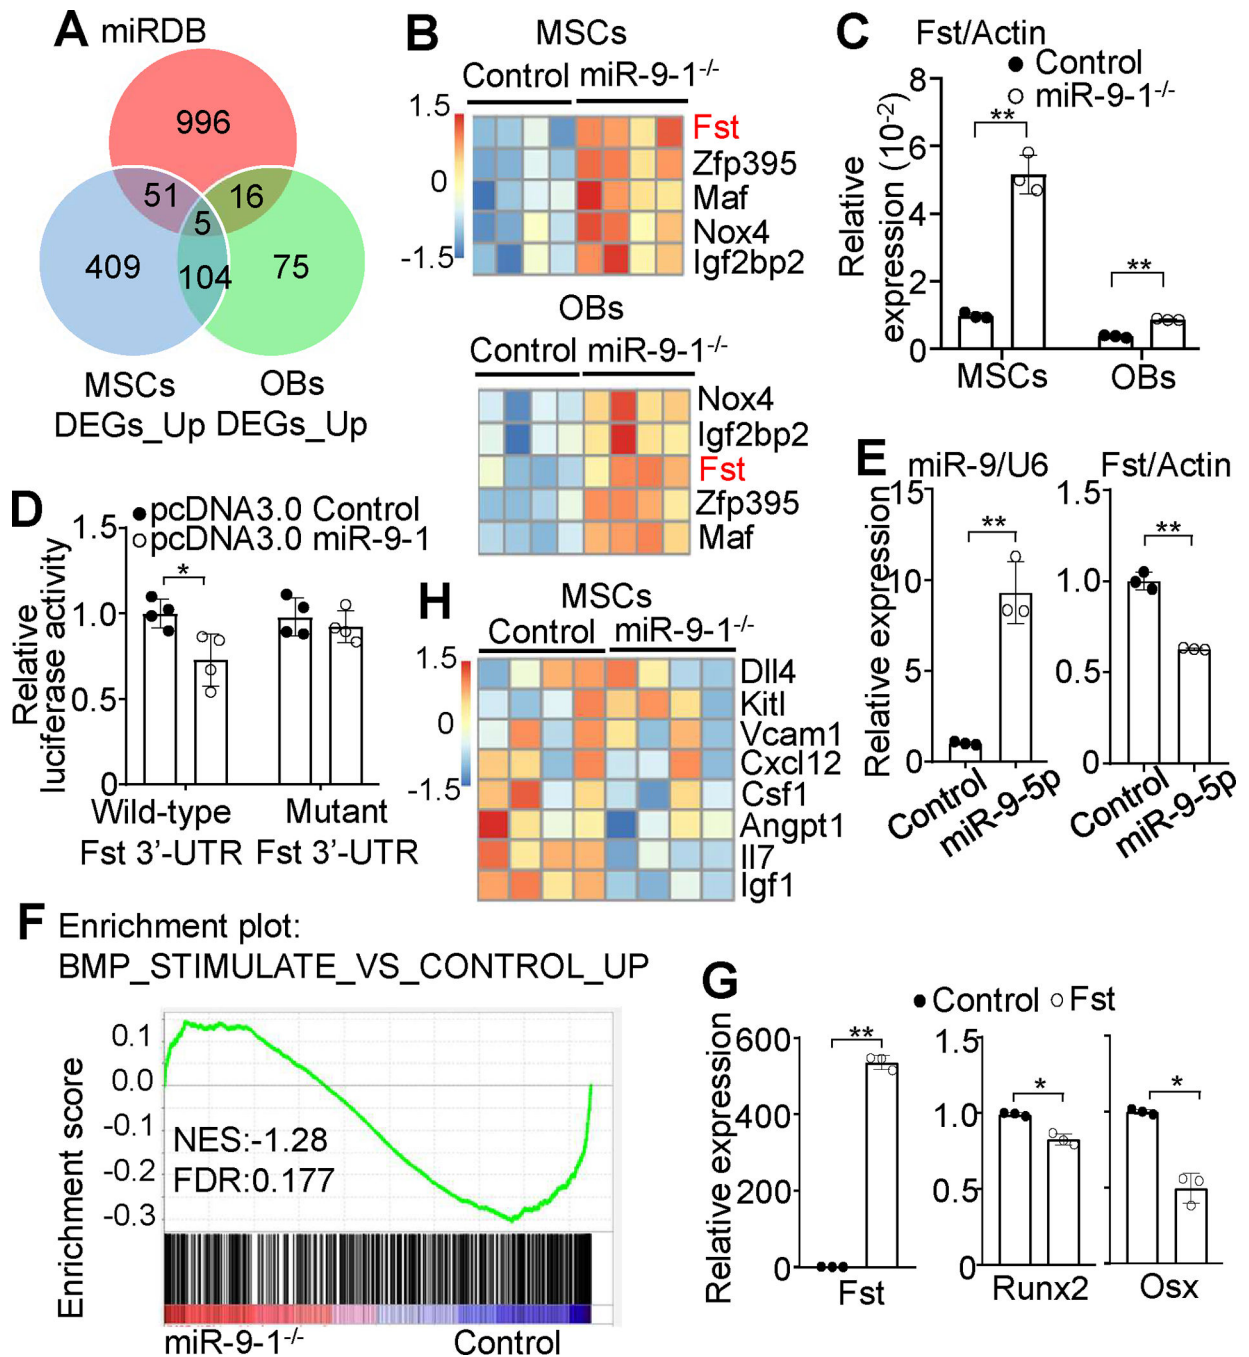 A miRDB
996
51
16
5
409
104
75
MSCs
DEGs_Up
OBs
DEGs_Up
B MSCs
Control miR-9-1-/-
1.5
0
-1.5
Fst
Zfp395
Maf
Nox4
Igf2bp2
OBs
Control miR-9-1-/-
Nox4
Igf2bp2
Fst
Zfp395
Maf
C Fst/Actin
Control
miR-9-1-/-
Relative
expression (10-2)
8
6
4
2
0
**
**
MSCs OBs
D pcDNA3.0 Control
pcDNA3.0 miR-9-1
Relative
luciferase activity
1.5
1.0
0.5
0
*
Wild-type
Fst 3’-UTR
Mutant
Fst 3’-UTR
E miR-9/U6 Fst/Actin
Relative expression
15
10
5
0
**
Control
miR-9-5p
1.5
1.0
0.5
0
**
Control
miR-9-5p
H MSCs
Control miR-9-1-/-
1.5
0
-1.5
Dll4
Kitl
Vcam1
Cxcl12
Csf1
Angpt1
Il7
Igf1
F Enrichment plot:
BMP_STIMULATE_VS_CONTROL_UP
Enrichment score
0.1
0.0
-0.1
-0.2
-0.3
NES:-1.28
FDR:0.177
miR-9-1-/- Control
G Control Fst
Relative expression
600
400
200
0
**
Fst
1.5
1.0
0.5
0
*
Runx2
*
Osx